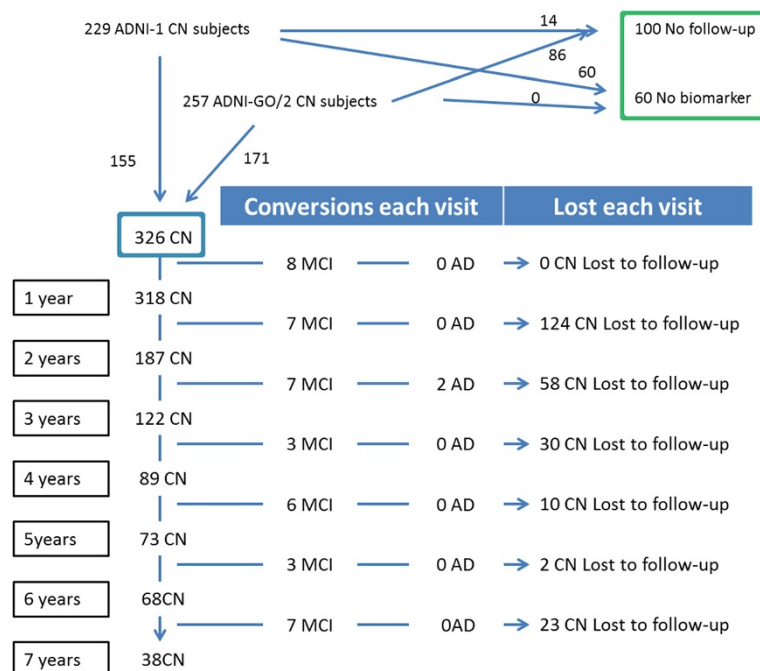 229 ADNI-1 CN subjects
14
100 No follow-up
86
60
257 ADNI-GO/2 CN subjects
0
60 No biomarker
155
171
Conversions each visit
Lost each visit
326 CN
8 MCI 0 AD 0 CN Lost to follow-up
1 year 318 CN
7 MCI 0 AD 124 CN Lost to follow-up
2 years 187 CN
7 MCI 2 AD 58 CN Lost to follow-up
3 years 122 CN
3 MCI 0 AD 30 CN Lost to follow-up
4 years 89 CN
6 MCI 0 AD 10 CN Lost to follow-up
5years 73 CN
3 MCI 0 AD 2 CN Lost to follow-up
6 years 68CN
7 MCI 0AD 23 CN Lost to follow-up
7 years 38CN